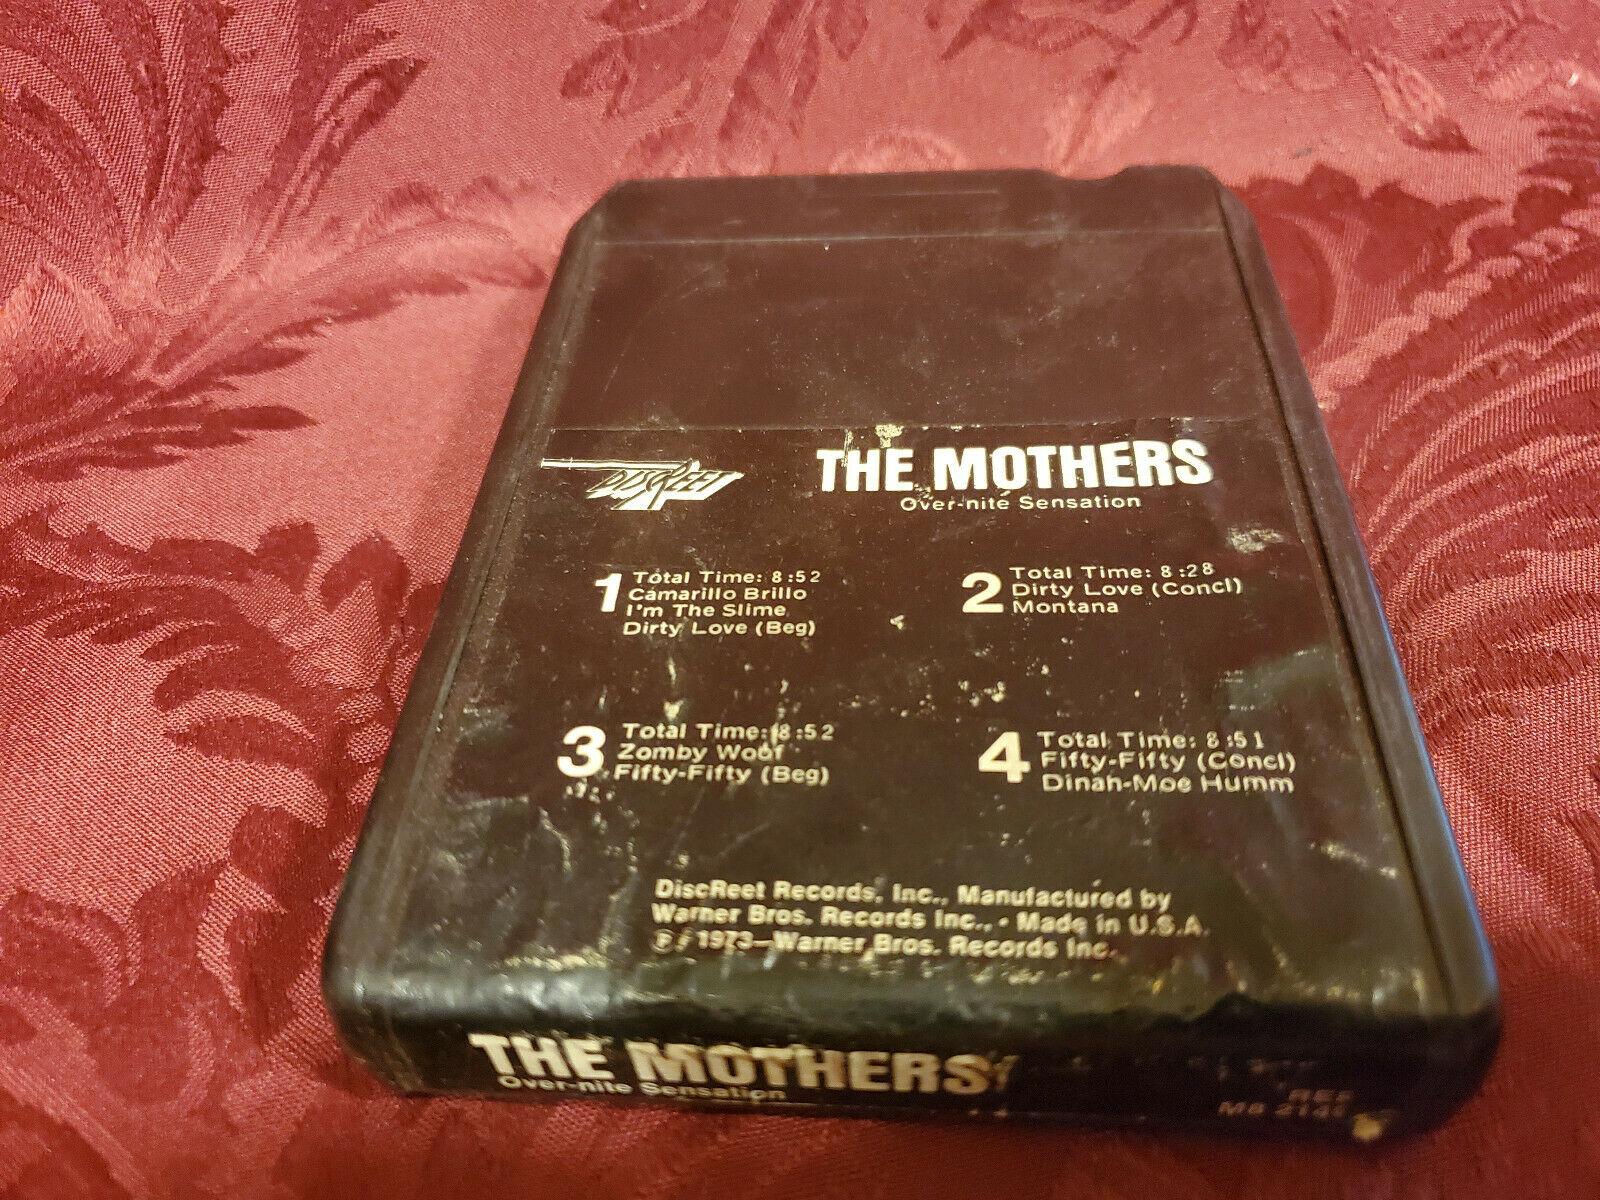 DISCREET
THE MOTHERS
Over-nite Sensation
1 Total Time: 8:52
Camarillo Brillo
I'm The Slime
Dirty Love (Beg)
2 Total Time: 8:28
Dirty Love (Concl)
Montana
3 Total Time: 8:52
Zomby Woof
Fifty-Fifty (Beg)
4 Total Time: 8:51
Fifty-Fifty (Concl)
Dinah-Moe Humm
DiscReet Records, Inc., Manufactured by
Warner Bros. Records Inc., • Made in U.S.A.
℗ 1973—Warner Bros. Records Inc.
THE MOTHERS
Over-nite Sensation
M8